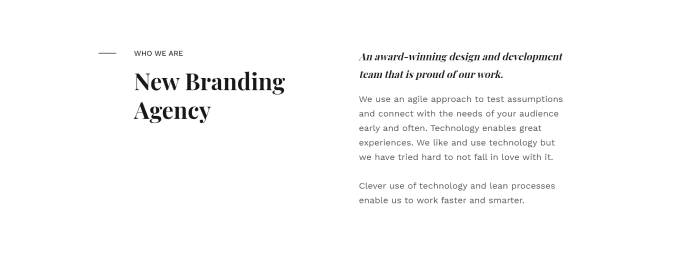 WHO WE ARE
New Branding
Agency
An award-winning design and development
team that is proud of our work.
We use an agile approach to test assumptions
and connect with the needs of your audience
early and often. Technology enables great
experiences. We like and use technology but
we have tried hard to not fall in love with it.
Clever use of technology and lean processes
enable us to work faster and smarter.